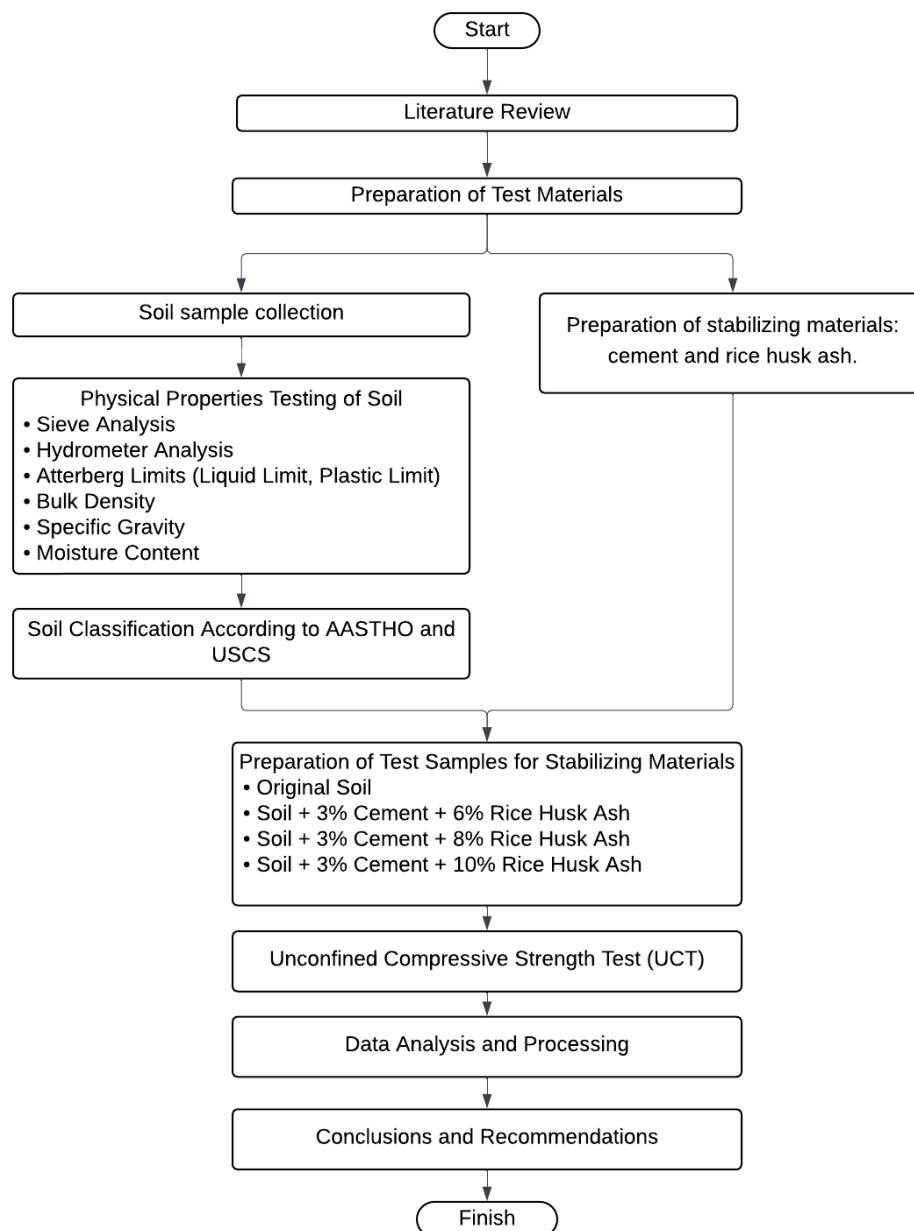 Start
Literature Review
Preparation of Test Materials
Soil sample collection
Preparation of stabilizing materials:
cement and rice husk ash.
Physical Properties Testing of Soil
• Sieve Analysis
• Hydrometer Analysis
• Atterberg Limits (Liquid Limit, Plastic Limit)
• Bulk Density
• Specific Gravity
• Moisture Content
Soil Classification According to AASTHO and
USCS
Preparation of Test Samples for Stabilizing Materials
• Original Soil
• Soil + 3% Cement + 6% Rice Husk Ash
• Soil + 3% Cement + 8% Rice Husk Ash
• Soil + 3% Cement + 10% Rice Husk Ash
Unconfined Compressive Strength Test (UCT)
Data Analysis and Processing
Conclusions and Recommendations
Finish